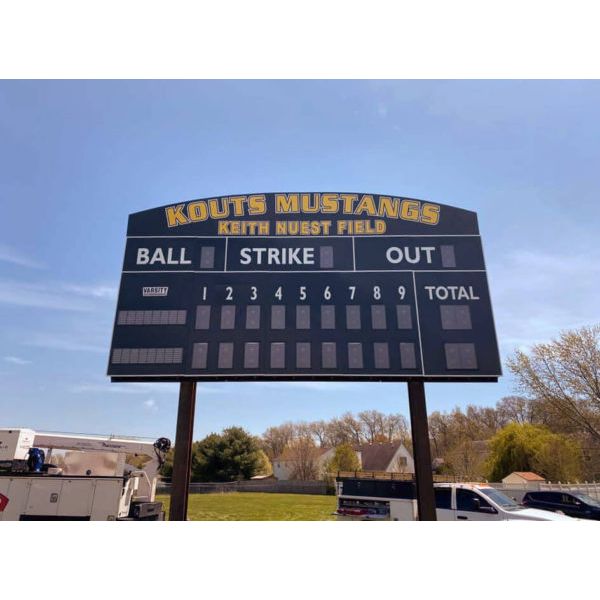 KOUTS MUSTANGS
KEITH NUEST FIELD
BALL STRIKE OUT
VARSITY 1 2 3 4 5 6 7 8 9 TOTAL